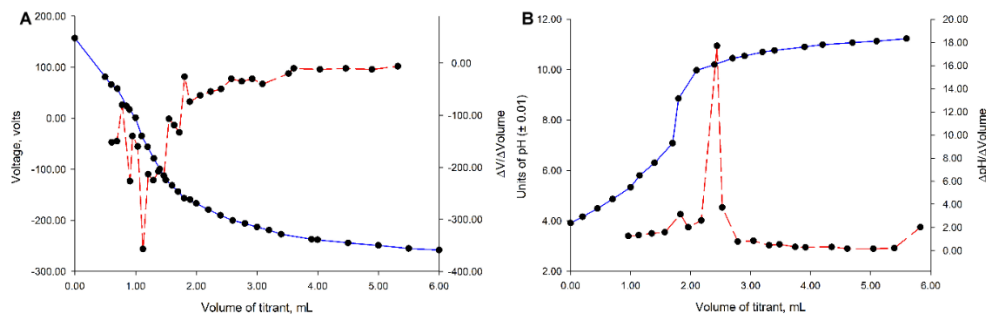 A
200.00
100.00
0.00
-100.00
-200.00
-300.00
Voltage, volts
0.00
-100.00
-200.00
-300.00
-400.00
ΔV/ΔVolume
0.00 1.00 2.00 3.00 4.00 5.00 6.00
Volume of titrant, mL
B
12.00
10.00
8.00
6.00
4.00
2.00
Units of pH (± 0.01)
20.00
18.00
16.00
14.00
12.00
10.00
8.00
6.00
4.00
2.00
0.00
ΔpH/ΔVolume
0.00 1.00 2.00 3.00 4.00 5.00 6.00
Volume of titrant, mL